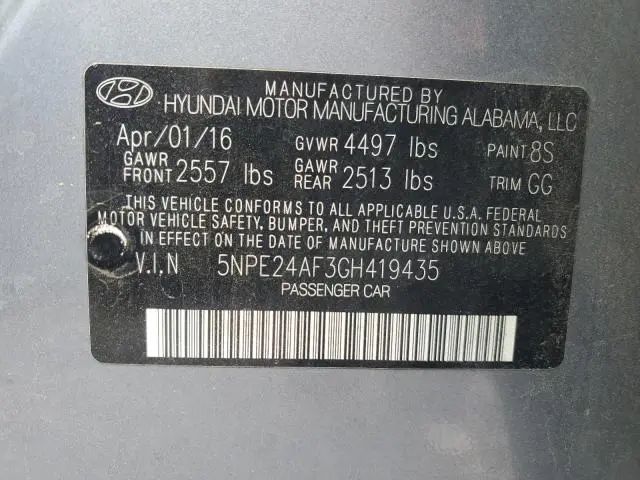 MANUFACTURED BY
HYUNDAI MOTOR MANUFACTURING ALABAMA, LLC
Apr/01/16 GVWR 4497 lbs PAINT 8S
GAWR FRONT 2557 lbs GAWR REAR 2513 lbs TRIM GG
THIS VEHICLE CONFORMS TO ALL APPLICABLE U.S.A. FEDERAL
MOTOR VEHICLE SAFETY, BUMPER, AND THEFT PREVENTION STANDARDS
IN EFFECT ON THE DATE OF MANUFACTURE SHOWN ABOVE.
V.I.N 5NPE24AF3GH419435
PASSENGER CAR